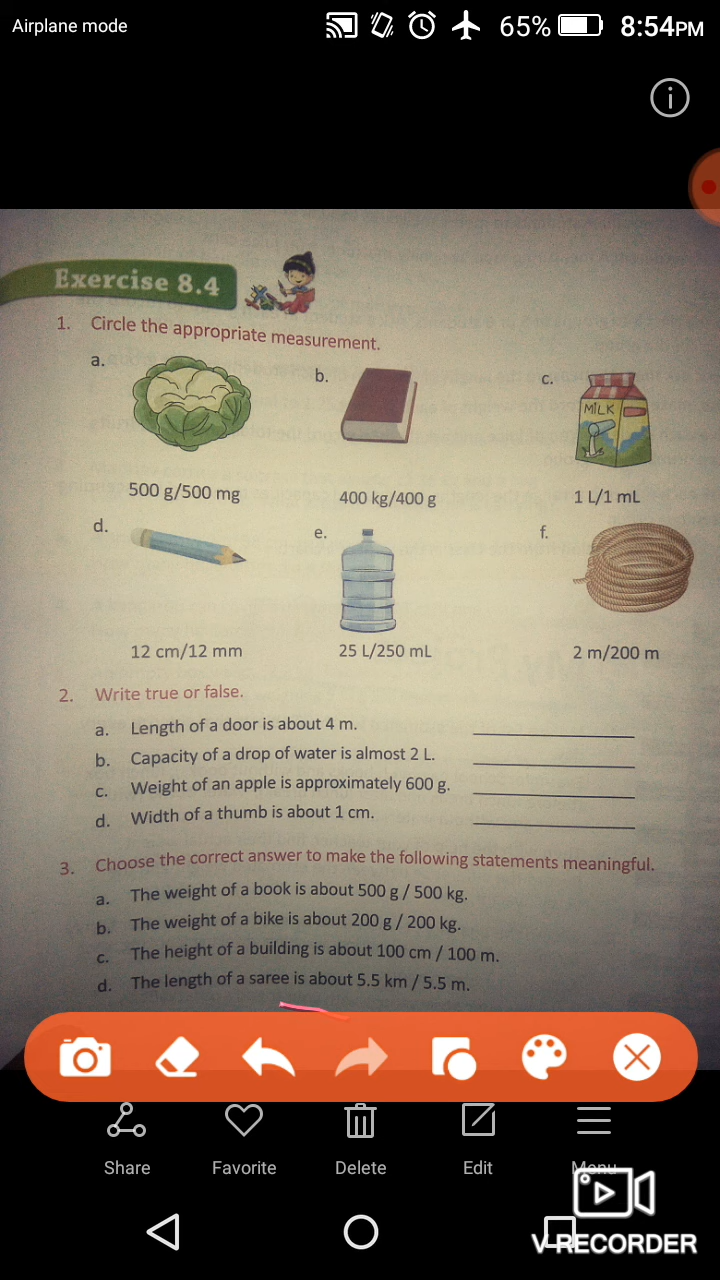 Airplane mode 65% 8:54PM
Exercise 8.4
1. Circle the appropriate measurement.
a. b. c.
MILK
500 g/500 mg 400 kg/400 g 1 L/1 mL
d. e. f.
12 cm/12 mm 25 L/250 mL 2 m/200 m
2. Write true or false.
a. Length of a door is about 4 m.
b. Capacity of a drop of water is almost 2 L.
c. Weight of an apple is approximately 600 g.
d. Width of a thumb is about 1 cm.
3. Choose the correct answer to make the following statements meaningful.
a. The weight of a book is about 500 g / 500 kg.
b. The weight of a bike is about 200 g / 200 kg.
c. The height of a building is about 100 cm / 100 m.
d. The length of a saree is about 5.5 km / 5.5 m.
Share Favorite Delete Edit Menu
V RECORDER